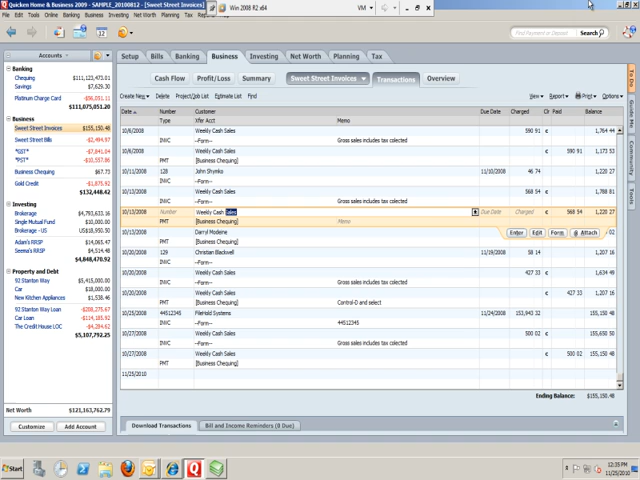 Quicken Home & Business 2009 - SAMPLE_20100812 - [Sweet Street Invoices]
Win 2008 R2 x64
VM
File Edit Online Banking Business Investing Net Worth Planning Tax
Accounts
Find Payment or Deposit Search
Setup Bills Banking Business Investing Net Worth Planning Tax
Cash Flow Profit/Loss Summary Sweet Street Invoices Transactions Overview
Create New Delete Project/Job List Estimate List Find View Report Print Options
Banking
Chequing $111,123,473.01
Savings $7,629.30
Platinum Charge Card
$111,075,851.20
Business
Sweet Street Invoices $155,150.48
Sweet Street Bills -$2,494.97
*GST* -$7,841.04
*PST* -$10,557.86
Business Chequing $67.73
Gold Credit -$1,875.92
$132,448.42
Investing
Brokerage $4,793,633.16
Single Mutual Fund $10,000.00
Brokerage - US US$18,950.30
Adam's RRSP $14,065.47
Seema's RRSP $4,514.48
$4,848,470.92
Property and Debt
92 Stanton Way $5,415,000.00
Car $18,000.00
New Kitchen Appliances $1,538.46
92 Stanton Way Loan -$208,275.67
Car Loan -$114,185.92
The Credit House LOC -$4,284.62
$5,107,792.25
Net Worth $121,163,762.79
Customize Add Account
Date Number Customer Due Date Charged Clr Paid Balance
Type Xfer Acct Memo
10/6/2008 Weekly Cash Sales 590 91 c 1,764 44
INVC --Form-- Gross sales includes tax colected
10/6/2008 Weekly Cash Sales c 590 91 1,173 53
PMT [Business Chequing]
10/11/2008 128 John Shymko 11/10/2008 46 74
INVC --Form--
10/13/2008 Weekly Cash Sales 568 54 c 1,788 81
INVC --Form-- Gross sales includes tax colected
10/13/2008 Number Weekly Cash Sales Due Date Charged c 568 54 1,220 27
PMT [Business Chequing] Memo
10/13/2008 Darryl Modeine 02
PMT [Business Chequing]
Enter Edit Form Attach
10/20/2008 129 Christian Blackwell 11/19/2008 58 14 1,207 16
INVC --Form--
10/20/2008 Weekly Cash Sales 427 33 c 1,634 49
INVC --Form-- Gross sales includes tax colected
10/20/2008 Weekly Cash Sales c 427 33 1,207 16
PMT [Business Chequing] Control-D and select
10/25/2008 44512345 FileHold Systems 11/24/2008 153,943 32 155,150 48
INVC --Form-- 44512345
10/27/2008 Weekly Cash Sales 500 02 c 155,650 50
INVC --Form-- Gross sales includes tax colected
10/27/2008 Weekly Cash Sales c 500 02 155,150 48
PMT [Business Chequing]
11/25/2010
Ending Balance: $155,150.48
Download Transactions Bill and Income Reminders (0 Due)
To Do
Guide Me
Community
Tools
Start
12:35 PM
11/25/2010